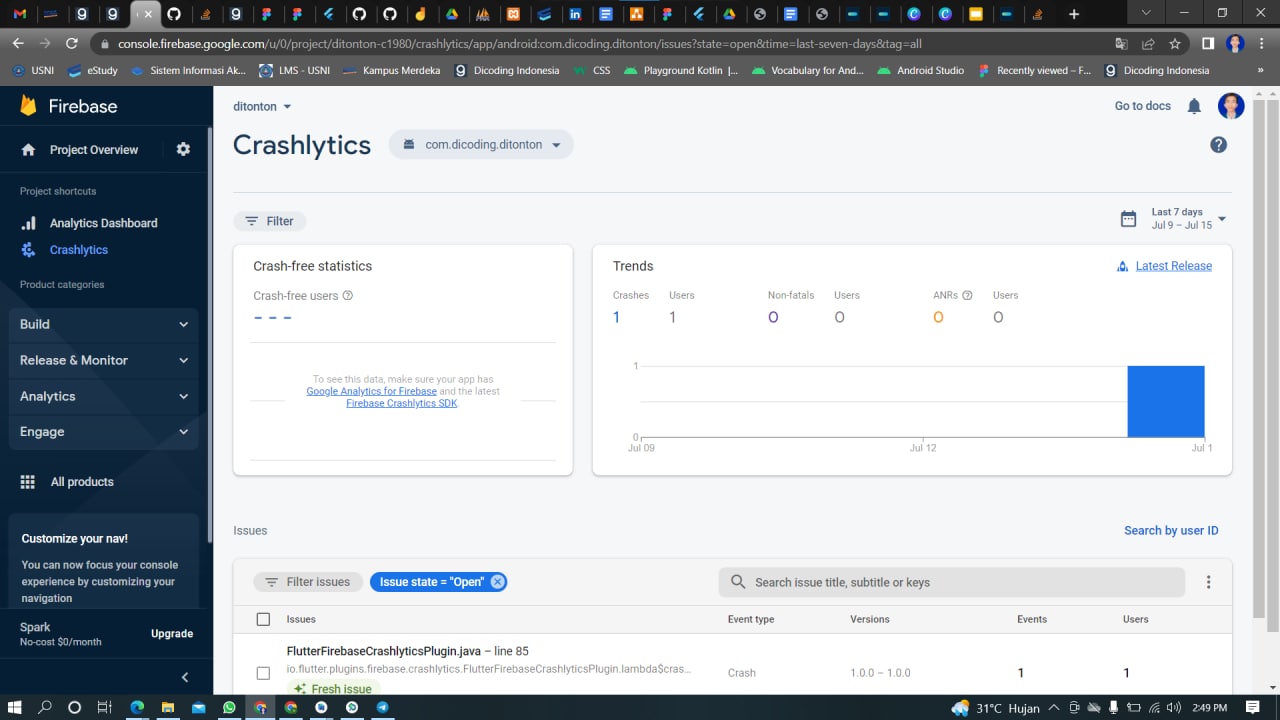 console.firebase.google.com/u/0/project/ditonton-c1980/crashlytics/app/android:com.dicoding.ditonton/issues?state=open&time=last-seven-days&tag=all
USNI
eStudy
Sistem Informasi Ak...
LMS - USNI
Kampus Merdeka
Dicoding Indonesia
CSS
Playground Kotlin |...
Vocabulary for And...
Android Studio
Recently viewed – F...
Dicoding Indonesia
»
Firebase
Project Overview
Project shortcuts
Analytics Dashboard
Crashlytics
Product categories
Build
Release & Monitor
Analytics
Engage
All products
Customize your nav!
You can now focus your console
experience by customizing your
navigation
Spark
No-cost $0/month
Upgrade
ditonton
Go to docs
Crashlytics
com.dicoding.ditonton
Filter
Last 7 days
Jul 9 – Jul 15
Crash-free statistics
Crash-free users
– – –
To see this data, make sure your app has
Google Analytics for Firebase and the latest
Firebase Crashlytics SDK
Trends
Latest Release
Crashes Users Non-fatals Users ANRs Users
1 1 0 0 0 0
1
0
Jul 09 Jul 12 Jul 1
Issues
Search by user ID
Filter issues
Issue state = "Open"
Search issue title, subtitle or keys
Issues Event type Versions Events Users
FlutterFirebaseCrashlyticsPlugin.java – line 85
io.flutter.plugins.firebase.crashlytics.FlutterFirebaseCrashlyticsPlugin.lambda$cras...
Crash 1.0.0 – 1.0.0 1 1
Fresh issue
31°C Hujan
2:49 PM